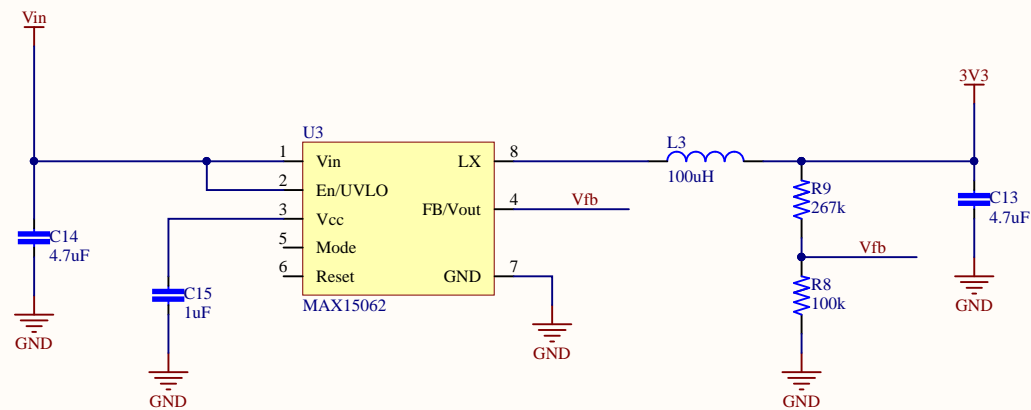 Vin
3V3
U3
1 Vin LX 8
2 En/UVLO
3 Vcc FB/Vout 4 Vfb
5 Mode
6 Reset GND 7
MAX15062
L3
100uH
R9
267k
Vfb
R8
100k
C13
4.7uF
C14
4.7uF
C15
1uF
GND
GND
GND
GND
GND